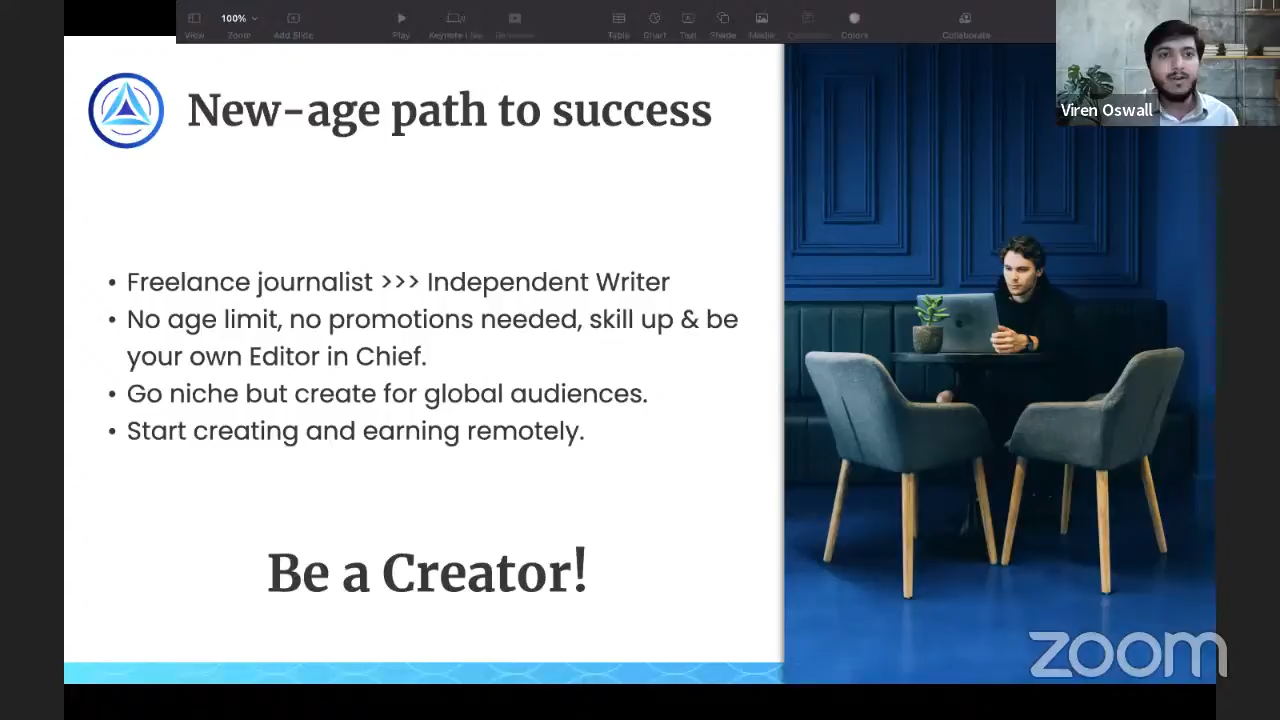 100%
View
Zoom
Add Slide
Play
Keynote Live
Table
Chart
Text
Shape
Media
Comment
Colors
Collaborate
Viren Oswall
New-age path to success
• Freelance journalist >>> Independent Writer
• No age limit, no promotions needed, skill up & be
your own Editor in Chief.
• Go niche but create for global audiences.
• Start creating and earning remotely.
Be a Creator!
zoom